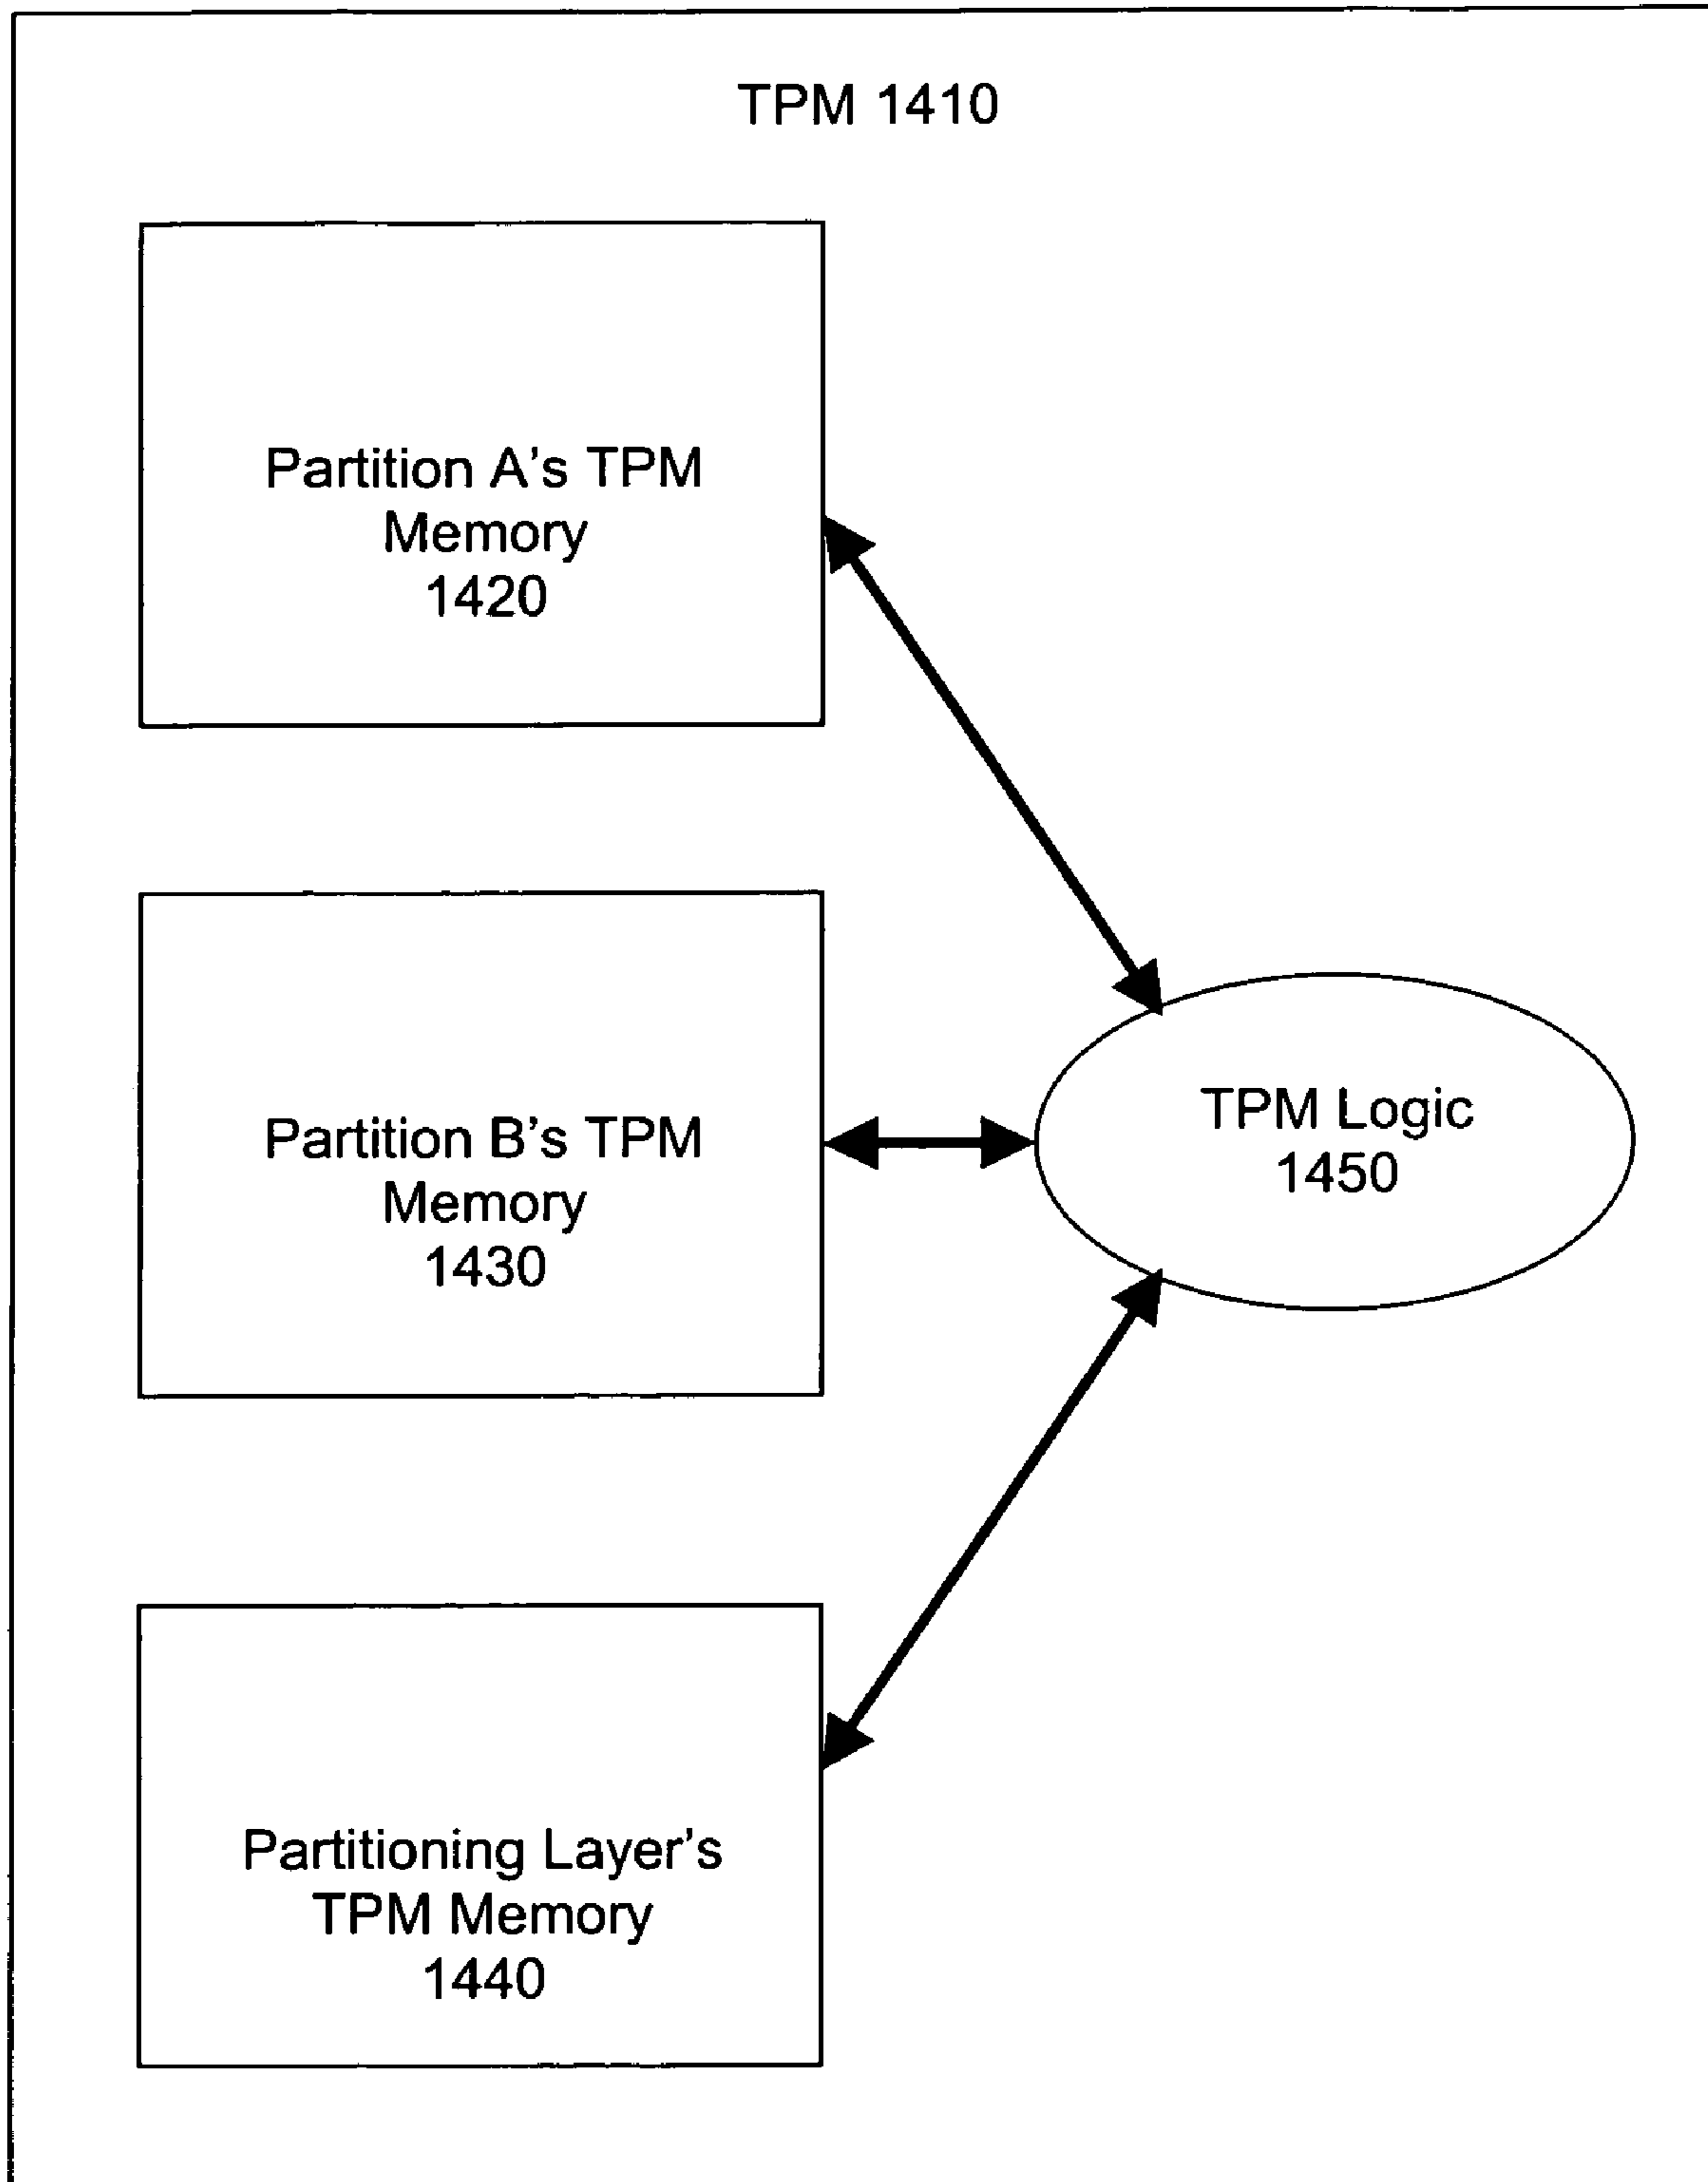 TPM 1410
Partition A's TPM
Memory
1420
Partition B's TPM
Memory
1430
TPM Logic
1450
Partitioning Layer's
TPM Memory
1440